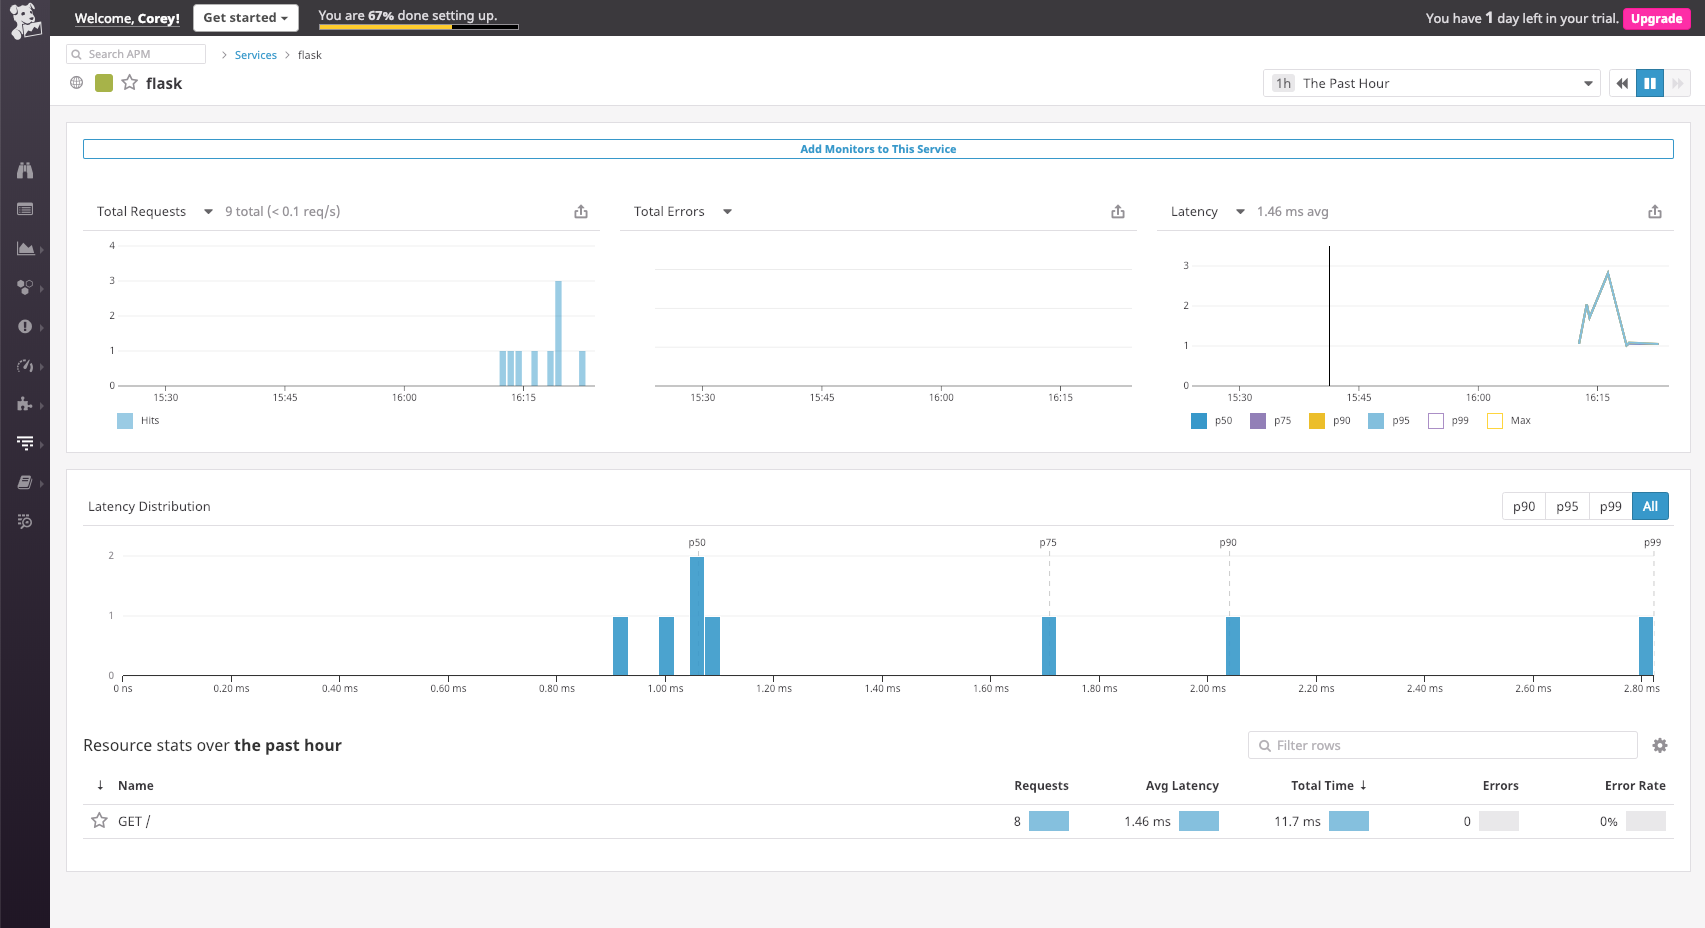 Welcome, Corey! Get started You are 67% done setting up. You have 1 day left in your trial. Upgrade
Search APM > Services > flask
flask 1h The Past Hour
Add Monitors to This Service
Total Requests 9 total (< 0.1 req/s)
4
3
2
1
0
15:30 15:45 16:00 16:15
Hits
Total Errors
15:30 15:45 16:00 16:15
Latency 1.46 ms avg
3
2
1
0
15:30 15:45 16:00 16:15
p50 p75 p90 p95 p99 Max
Latency Distribution p90 p95 p99 All
p50 p75 p90 p99
2
1
0
0 ns 0.20 ms 0.40 ms 0.60 ms 0.80 ms 1.00 ms 1.20 ms 1.40 ms 1.60 ms 1.80 ms 2.00 ms 2.20 ms 2.40 ms 2.60 ms 2.80 ms
Resource stats over the past hour Filter rows
↓ Name Requests Avg Latency Total Time ↓ Errors Error Rate
GET / 8 1.46 ms 11.7 ms 0 0%